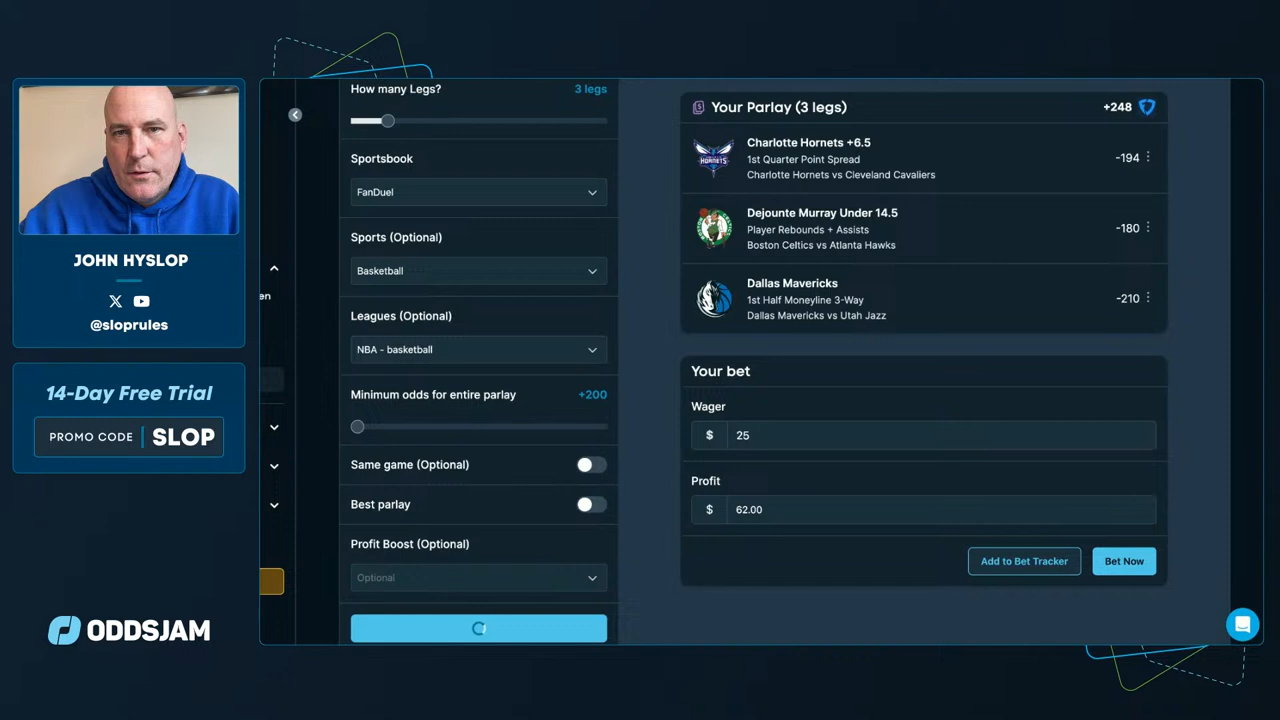 JOHN HYSLOP
@sloprules
14-Day Free Trial
PROMO CODE SLOP
ODDSJAM
en
How many Legs? 3 legs
Sportsbook
FanDuel
Sports (Optional)
Basketball
Leagues (Optional)
NBA - basketball
Minimum odds for entire parlay +200
Same game (Optional)
Best parlay
Profit Boost (Optional)
Optional
Your Parlay (3 legs) +248
Charlotte Hornets +6.5
1st Quarter Point Spread -194
Charlotte Hornets vs Cleveland Cavaliers
Dejounte Murray Under 14.5
Player Rebounds + Assists -180
Boston Celtics vs Atlanta Hawks
Dallas Mavericks
1st Half Moneyline 3-Way -210
Dallas Mavericks vs Utah Jazz
Your bet
Wager
$ 25
Profit
$ 62.00
Add to Bet Tracker Bet Now